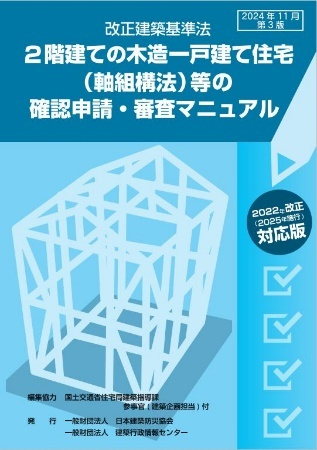 2024年11月
第3版
改正建築基準法
２階建ての木造一戸建て住宅
（軸組構法）等の
確認申請・審査マニュアル
2022年改正
（2025年施行）
対応版
編集協力　国土交通省住宅局建築指導課
参事官（建築企画担当）付
発　行　一般財団法人　日本建築防災協会
一般財団法人　建築行政情報センター